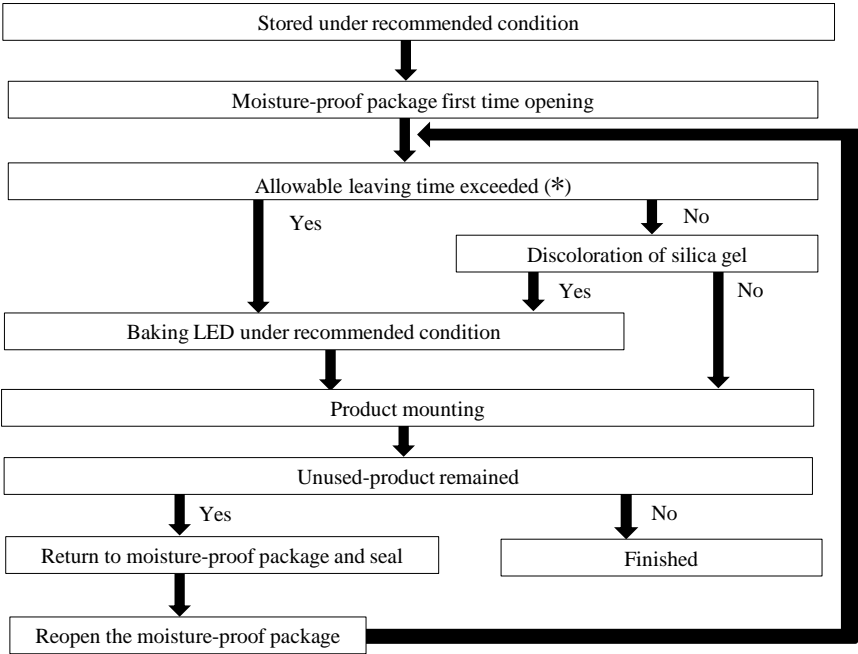 Stored under recommended condition
Moisture-proof package first time opening
Allowable leaving time exceeded (*)
Yes
No
Discoloration of silica gel
Yes
No
Baking LED under recommended condition
Product mounting
Unused-product remained
Yes
No
Return to moisture-proof package and seal
Finished
Reopen the moisture-proof package